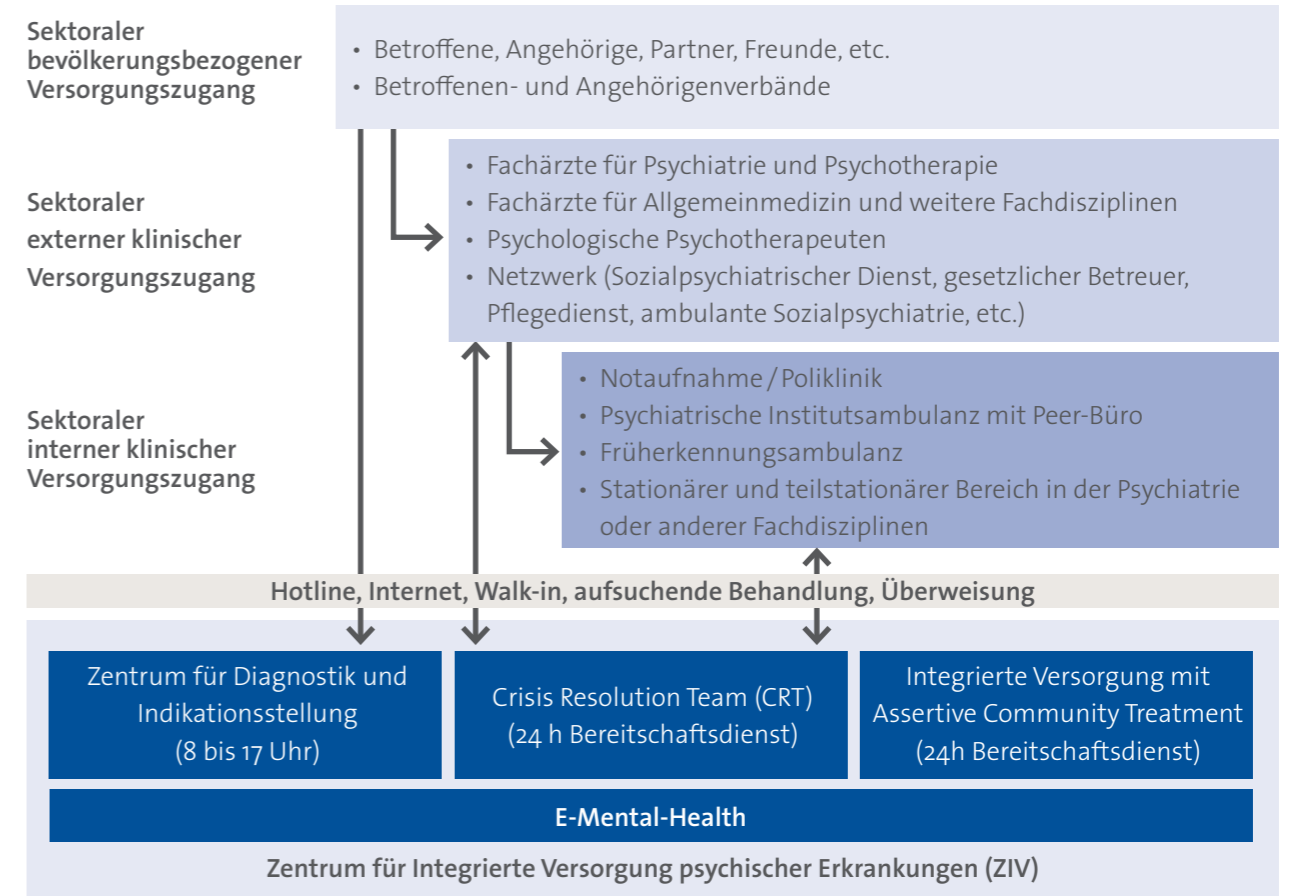 Sektoraler
bevölkerungsbezogener
Versorgungszugang
• Betroffene, Angehörige, Partner, Freunde, etc.
• Betroffenen- und Angehörigenverbände
Sektoraler
externer klinischer
Versorgungszugang
• Fachärzte für Psychiatrie und Psychotherapie
• Fachärzte für Allgemeinmedizin und weitere Fachdisziplinen
• Psychologische Psychotherapeuten
• Netzwerk (Sozialpsychiatrischer Dienst, gesetzlicher Betreuer,
Pflegedienst, ambulante Sozialpsychiatrie, etc.)
Sektoraler
interner klinischer
Versorgungszugang
• Notaufnahme / Poliklinik
• Psychiatrische Institutsambulanz mit Peer-Büro
• Früherkennungsambulanz
• Stationärer und teilstationärer Bereich in der Psychiatrie
oder anderer Fachdisziplinen
Hotline, Internet, Walk-in, aufsuchende Behandlung, Überweisung
Zentrum für Diagnostik und
Indikationsstellung
(8 bis 17 Uhr)
Crisis Resolution Team (CRT)
(24 h Bereitschaftsdienst)
Integrierte Versorgung mit
Assertive Community Treatment
(24h Bereitschaftsdienst)
E-Mental-Health
Zentrum für Integrierte Versorgung psychischer Erkrankungen (ZIV)